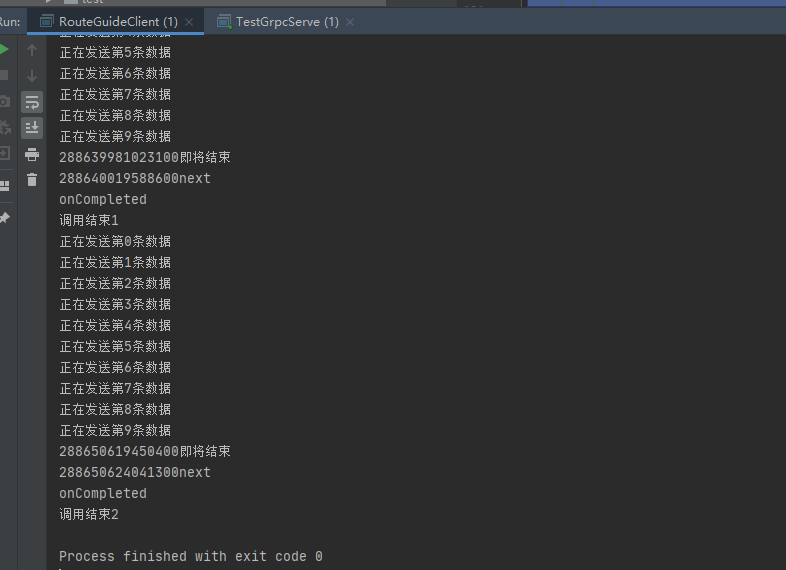 test
Run:
RouteGuideClient (1)
TestGrpcServe (1)
正在发送第5条数据
正在发送第6条数据
正在发送第7条数据
正在发送第8条数据
正在发送第9条数据
288639981023100即将结束
288640019588600next
onCompleted
调用结束1
正在发送第0条数据
正在发送第1条数据
正在发送第2条数据
正在发送第3条数据
正在发送第4条数据
正在发送第5条数据
正在发送第6条数据
正在发送第7条数据
正在发送第8条数据
正在发送第9条数据
288650619450400即将结束
288650624041300next
onCompleted
调用结束2
Process finished with exit code 0